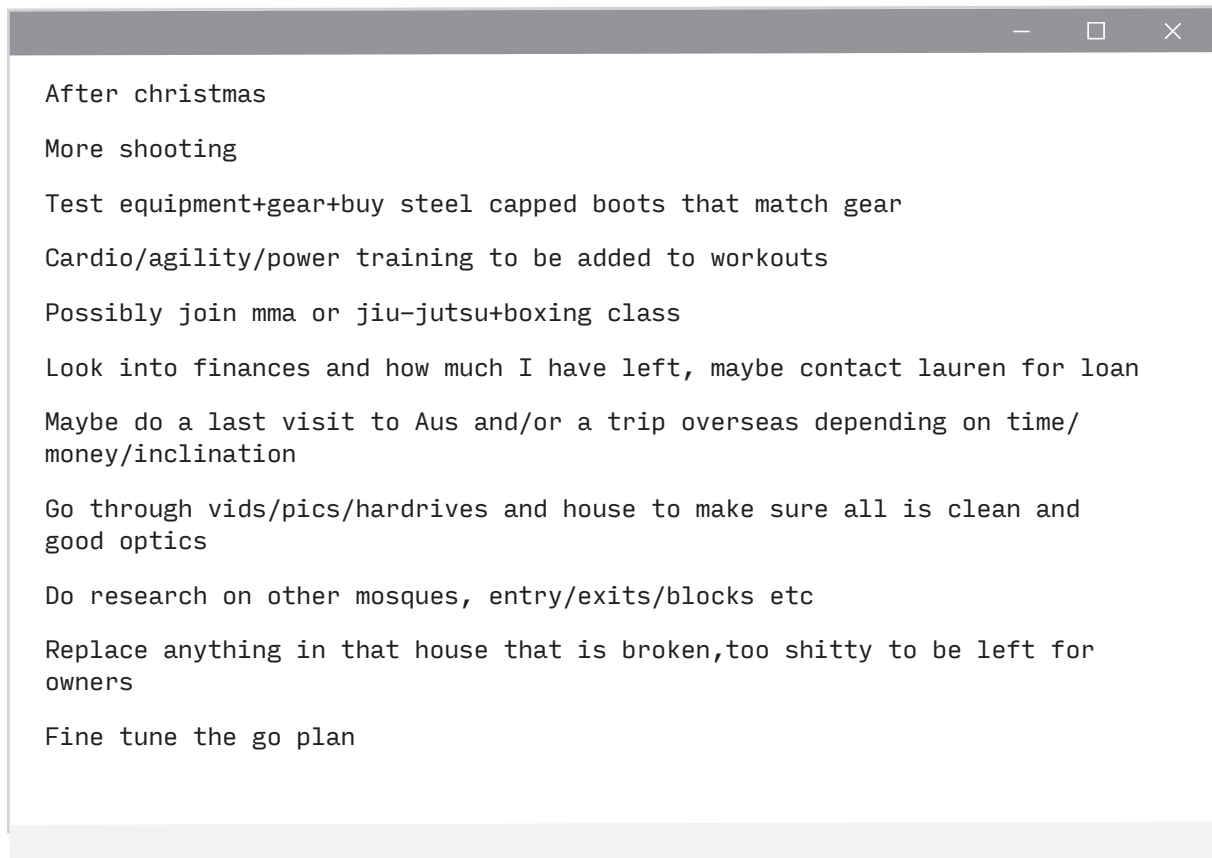 After christmas
More shooting
Test equipment+gear+buy steel capped boots that match gear
Cardio/agility/power training to be added to workouts
Possibly join mma or jiu-jutsu+boxing class
Look into finances and how much I have left, maybe contact lauren for loan
Maybe do a last visit to Aus and/or a trip overseas depending on time/
money/inclination
Go through vids/pics/hardrives and house to make sure all is clean and
good optics
Do research on other mosques, entry/exits/blocks etc
Replace anything in that house that is broken,too shitty to be left for
owners
Fine tune the go plan